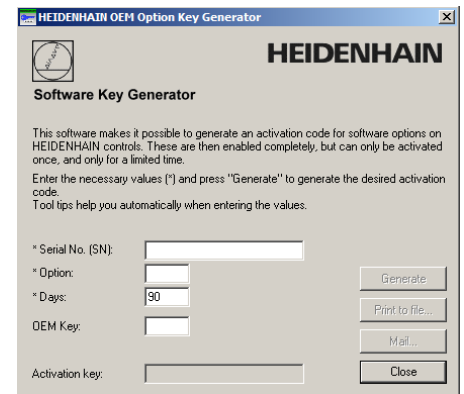 HEIDENHAIN OEM Option Key Generator
HEIDENHAIN
Software Key Generator
This software makes it possible to generate an activation code for software options on
HEIDENHAIN controls. These are then enabled completely, but can only be activated
once, and only for a limited time.
Enter the necessary values (*) and press "Generate" to generate the desired activation
code.
Tool tips help you automatically when entering the values.
* Serial No. (SN):
* Option:
Generate
* Days: 90
Print to file...
OEM Key:
Mail...
Activation key:
Close